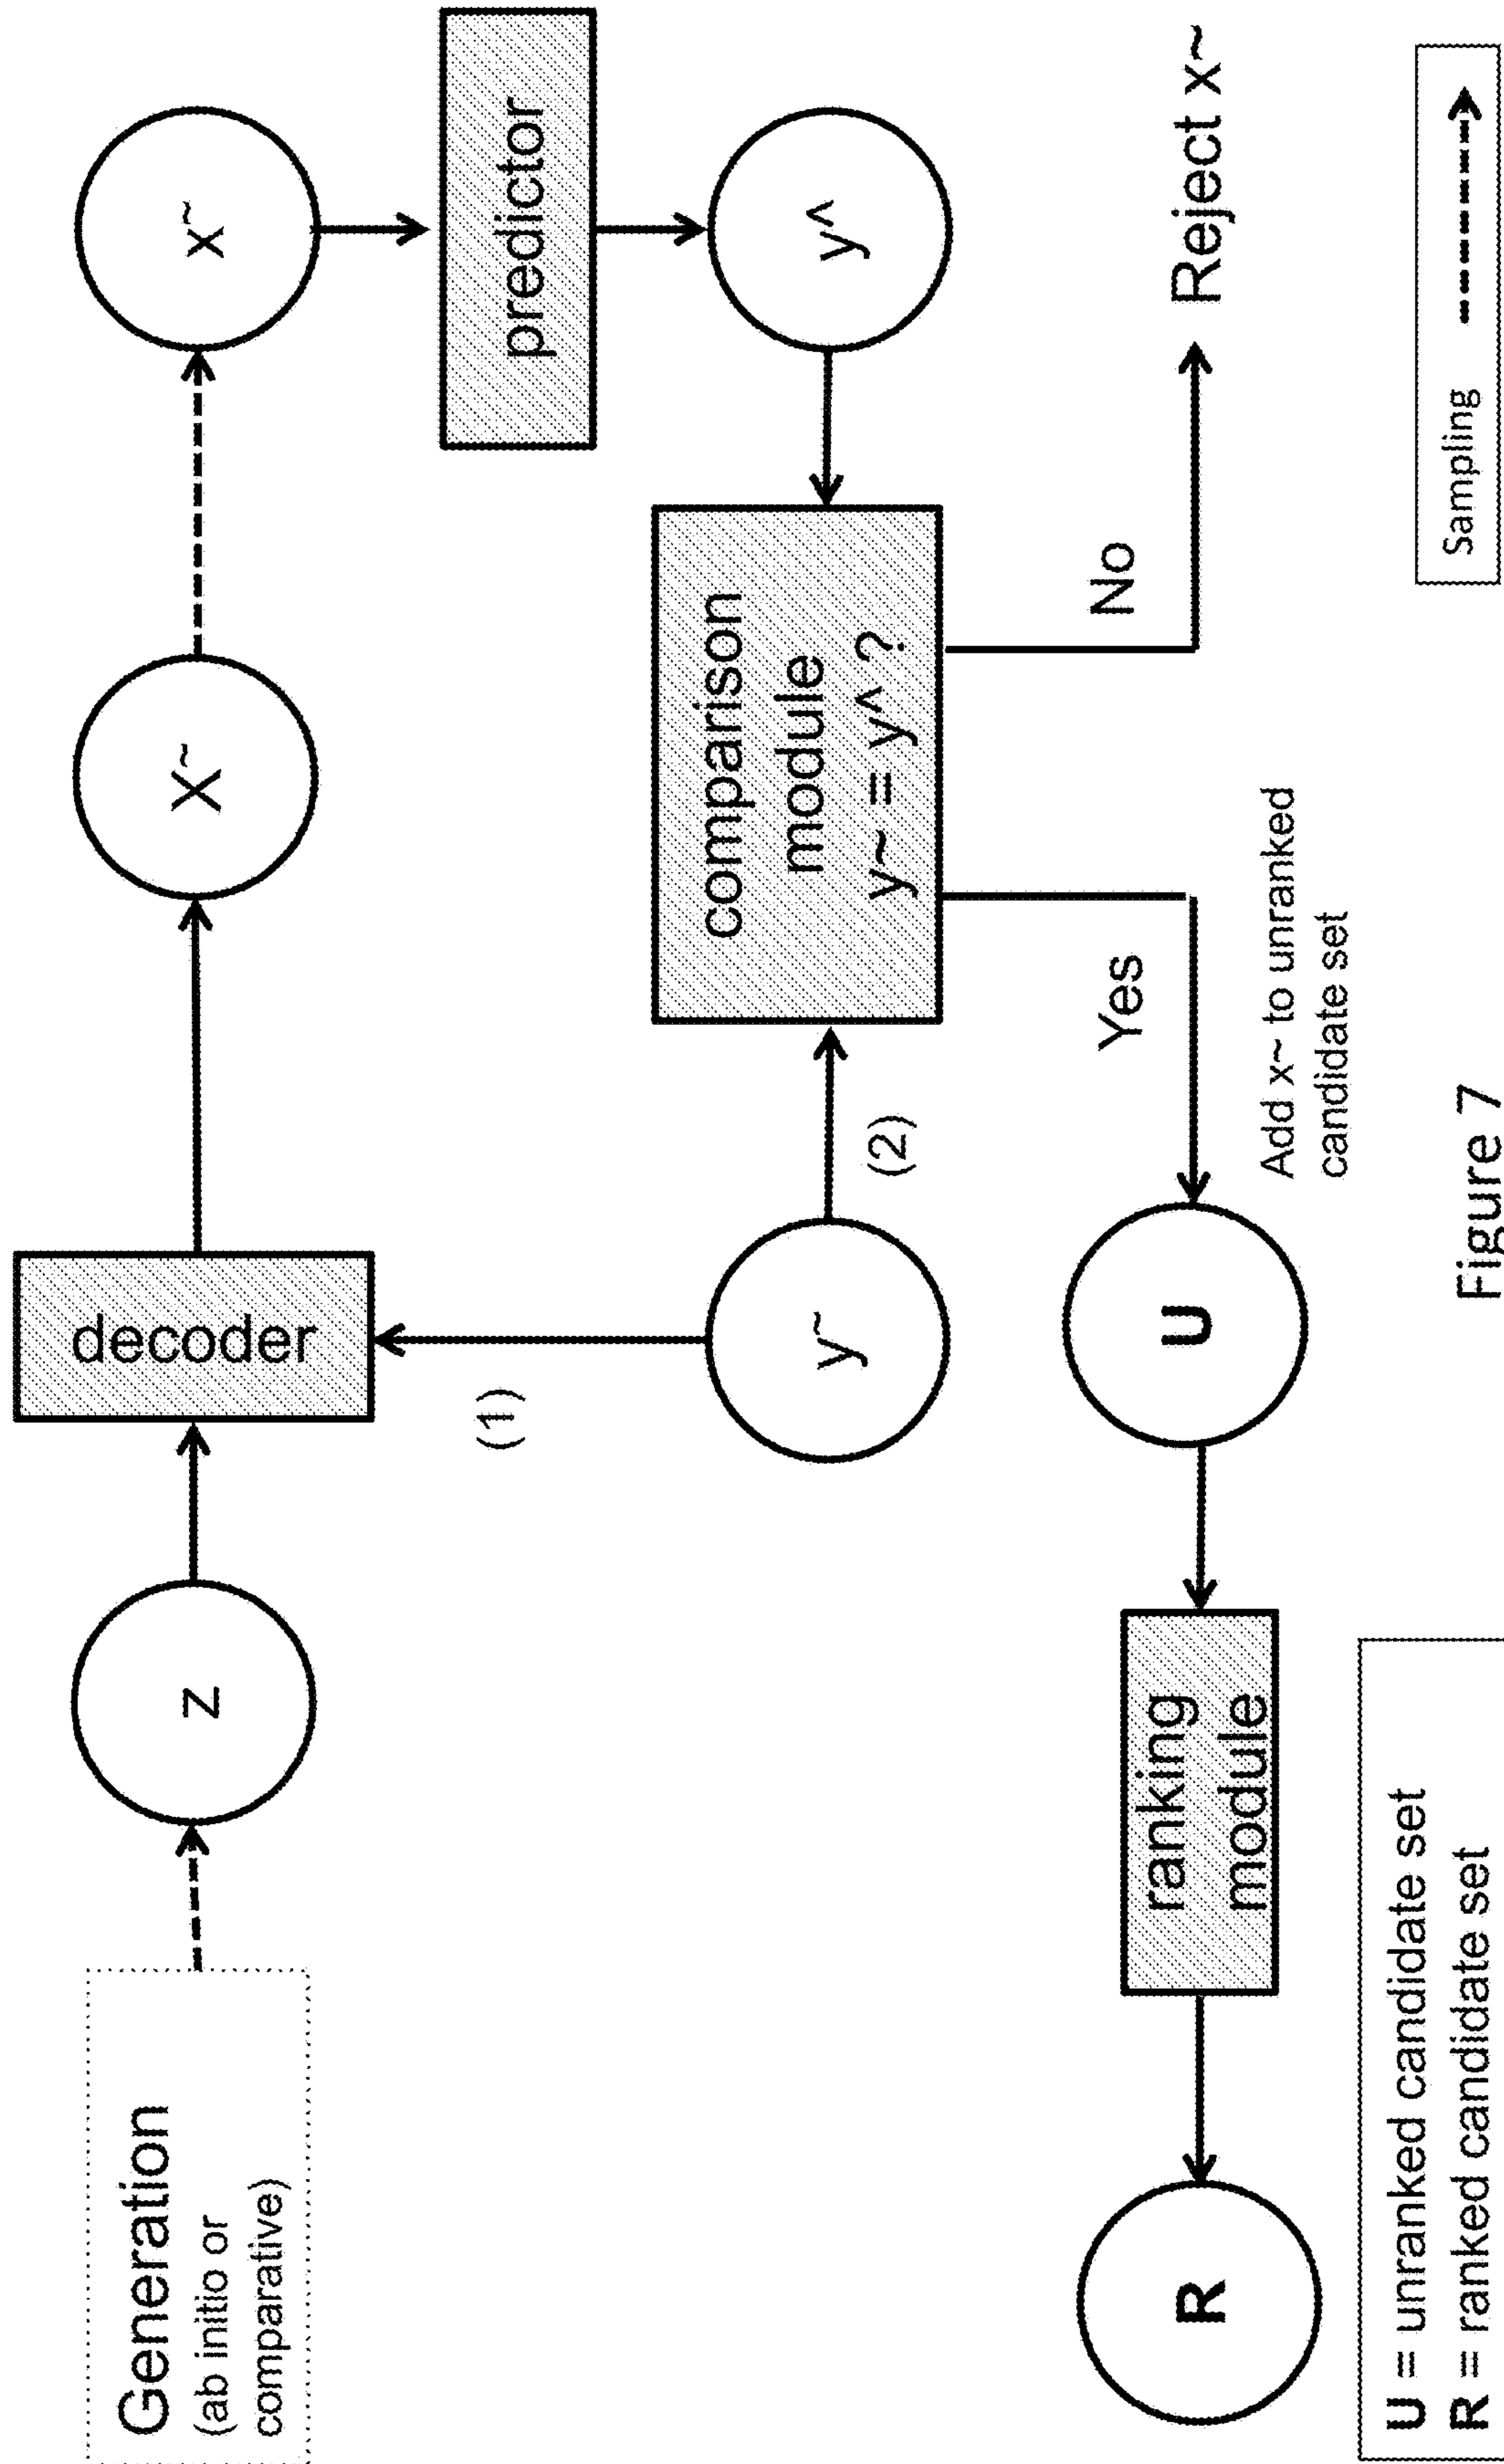 Generation
(ab initio or
comparative)
z
decoder
X~
x~
predictor
(1)
y~
(2)
comparison
module
y~ = y^ ?
y^
Yes
No
Reject x~
Add x~ to unranked
candidate set
U
ranking
module
R
U = unranked candidate set
R = ranked candidate set
Figure 7
Sampling